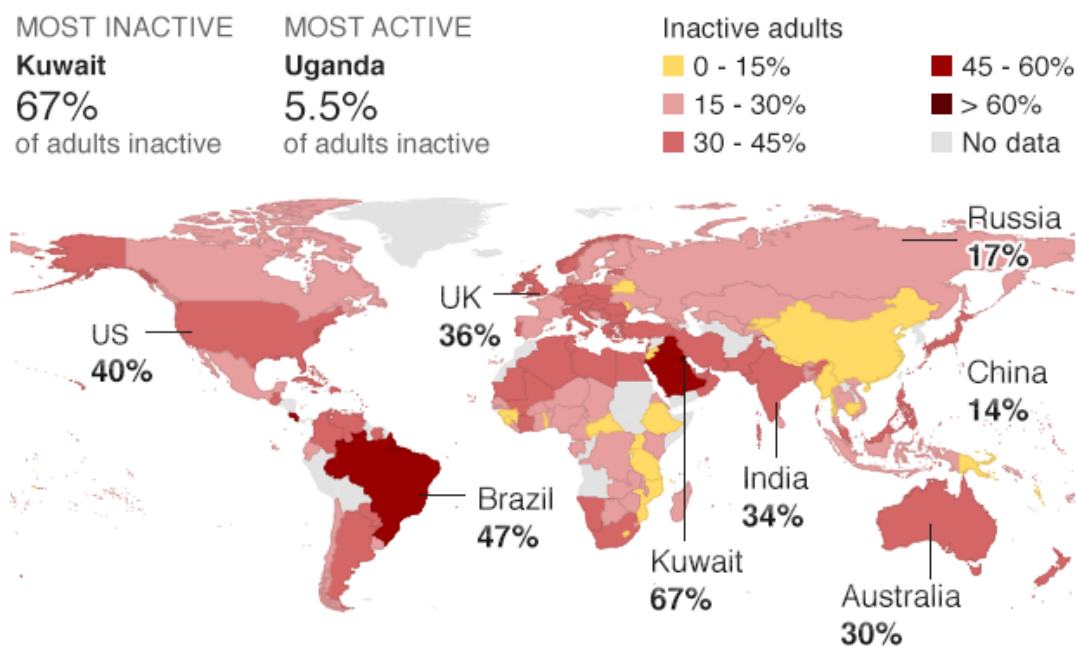 MOST INACTIVE
Kuwait
67%
of adults inactive
MOST ACTIVE
Uganda
5.5%
of adults inactive
Inactive adults
0 - 15%
15 - 30%
30 - 45%
45 - 60%
> 60%
No data
Russia
17%
UK
36%
US
40%
China
14%
India
34%
Brazil
47%
Kuwait
67%
Australia
30%